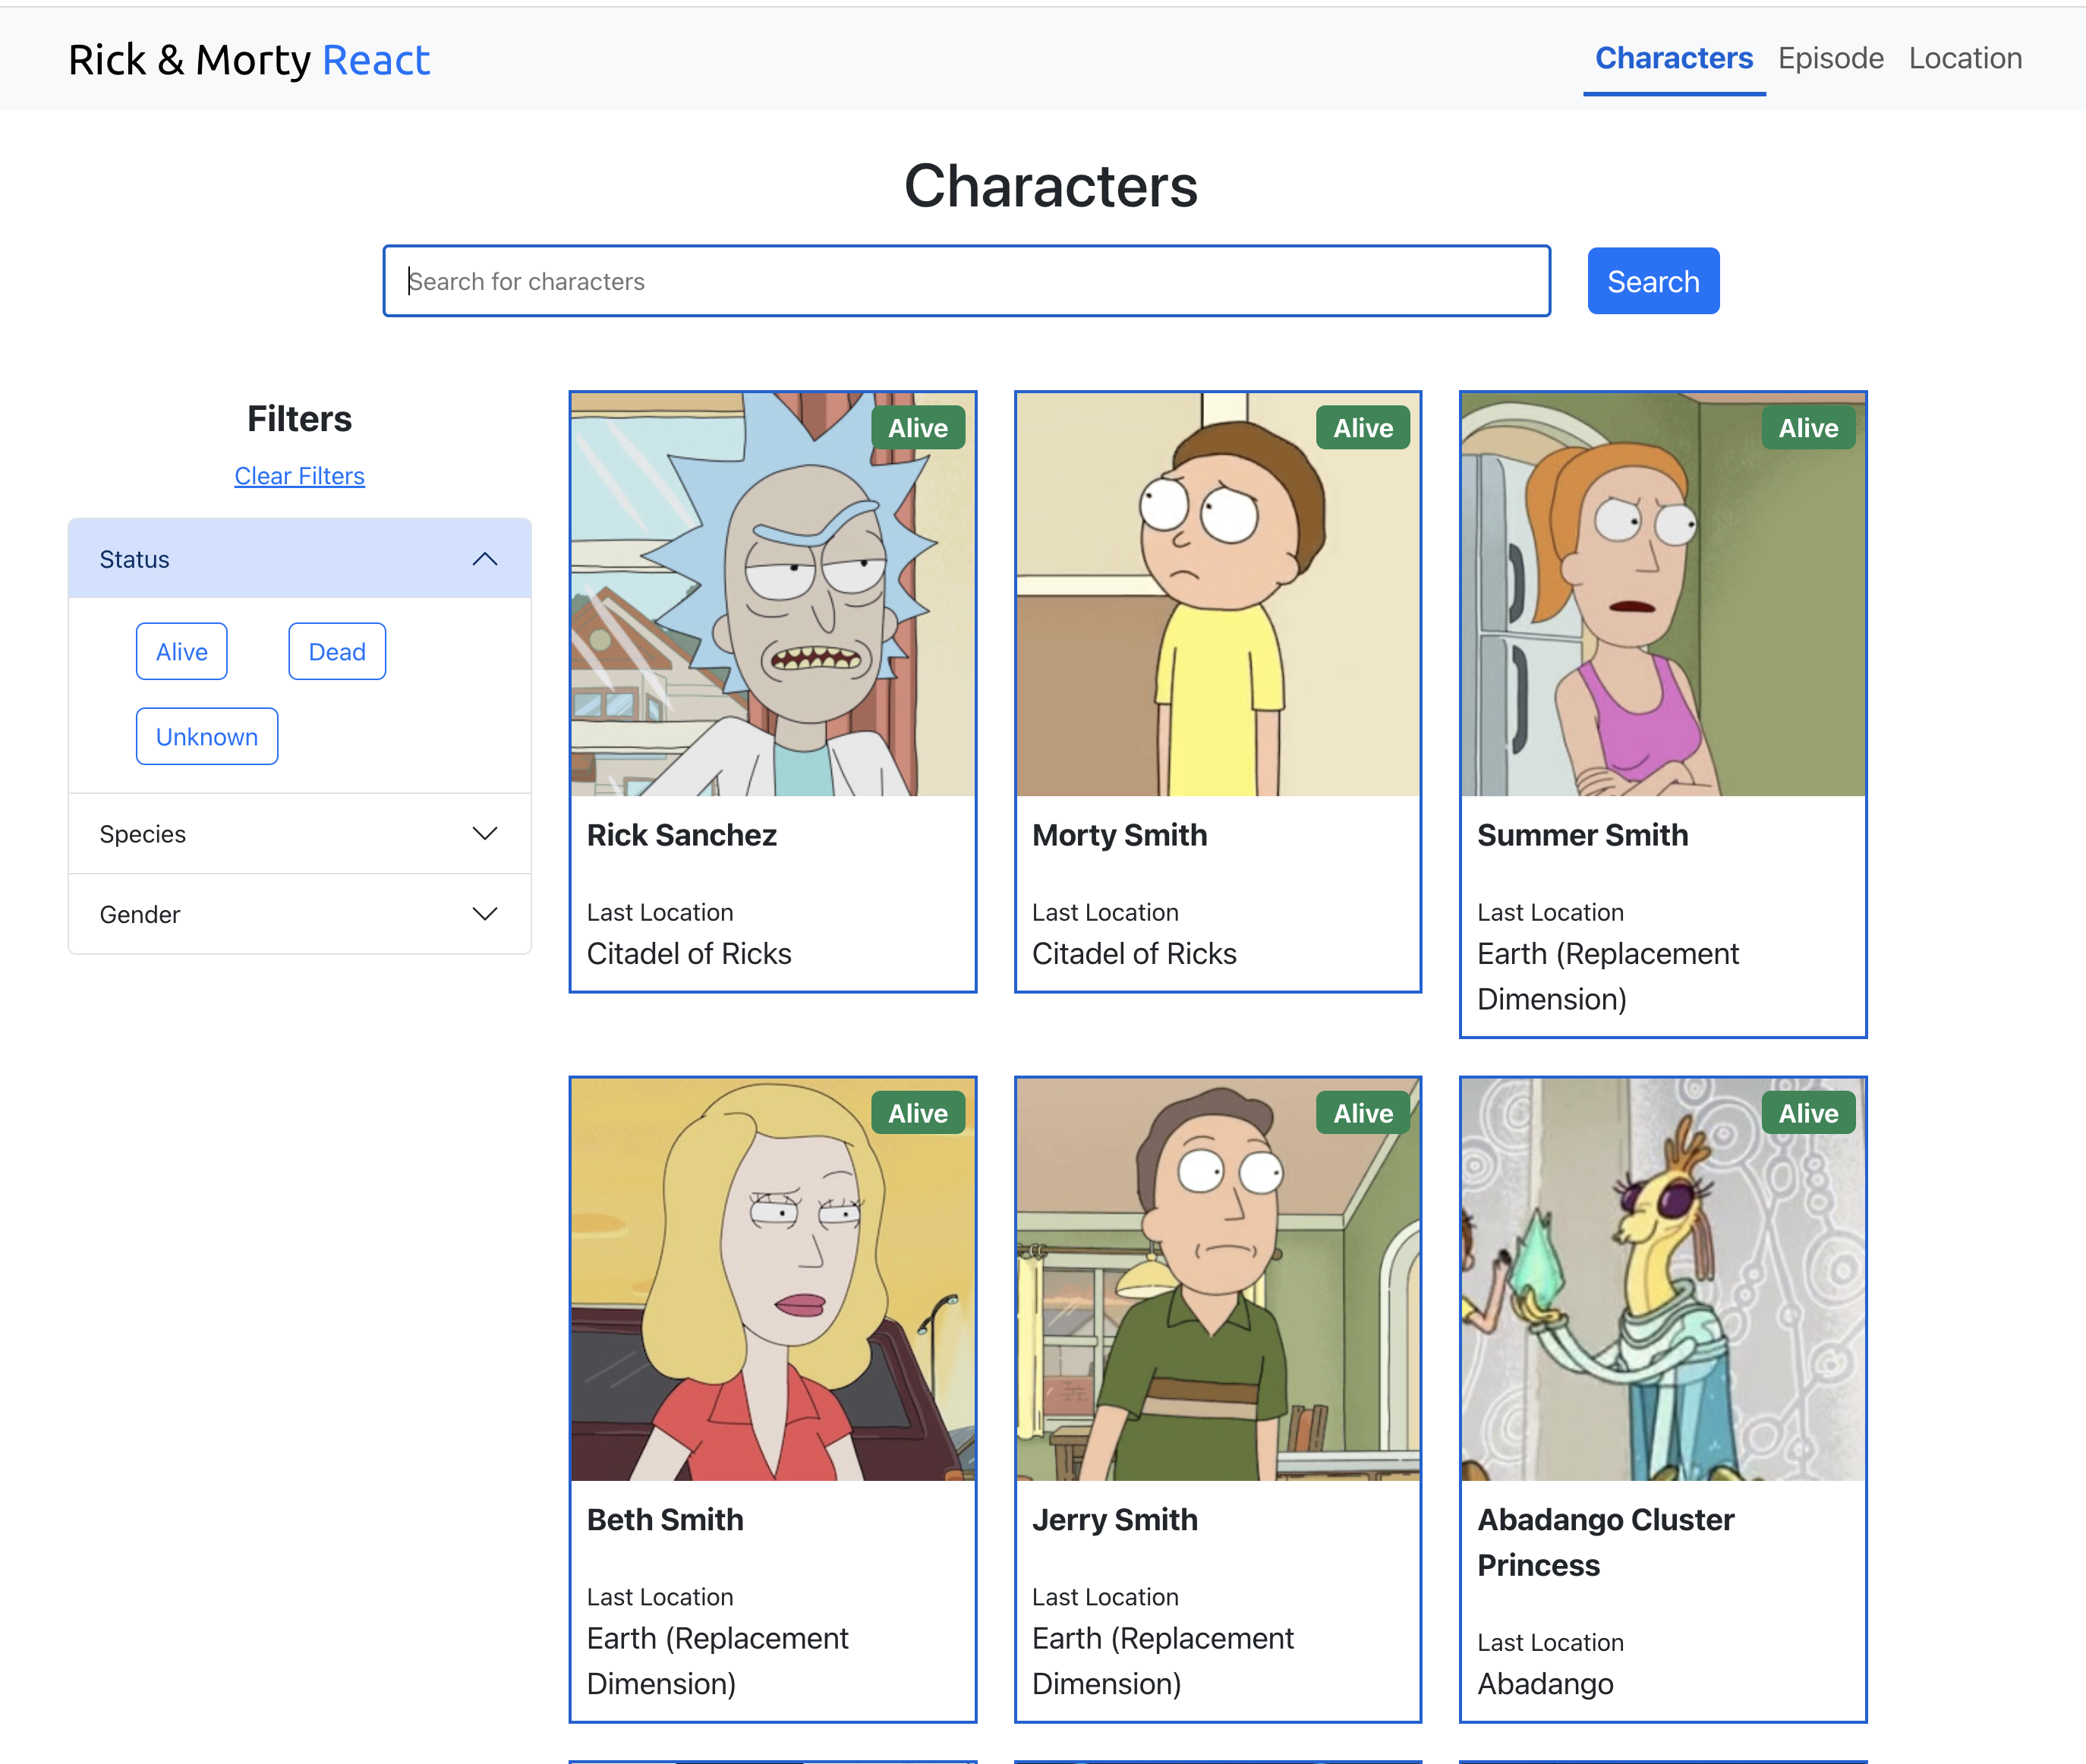 Rick & Morty React
Characters Episode Location
Characters
Search for characters
Search
Filters
Clear Filters
Status
Alive Dead
Unknown
Species
Gender
Alive
Rick Sanchez
Last Location
Citadel of Ricks
Alive
Morty Smith
Last Location
Citadel of Ricks
Alive
Summer Smith
Last Location
Earth (Replacement
Dimension)
Alive
Beth Smith
Last Location
Earth (Replacement
Dimension)
Alive
Jerry Smith
Last Location
Earth (Replacement
Dimension)
Alive
Abadango Cluster
Princess
Last Location
Abadango